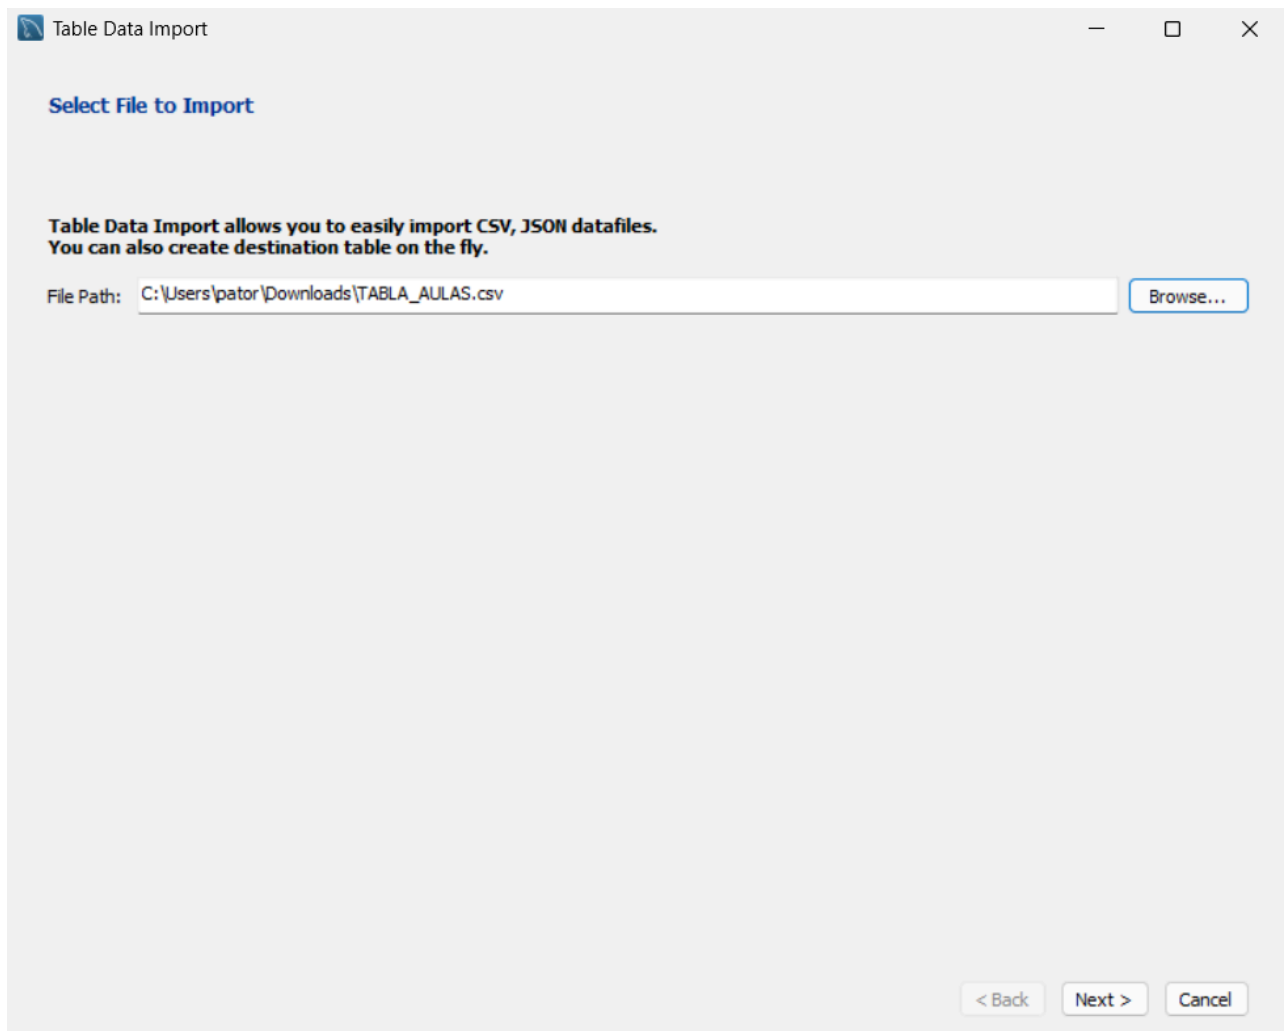 Table Data Import
Select File to Import
Table Data Import allows you to easily import CSV, JSON datafiles.
You can also create destination table on the fly.
File Path: C:\Users\pator\Downloads\TABLA_AULAS.csv Browse...
< Back Next > Cancel